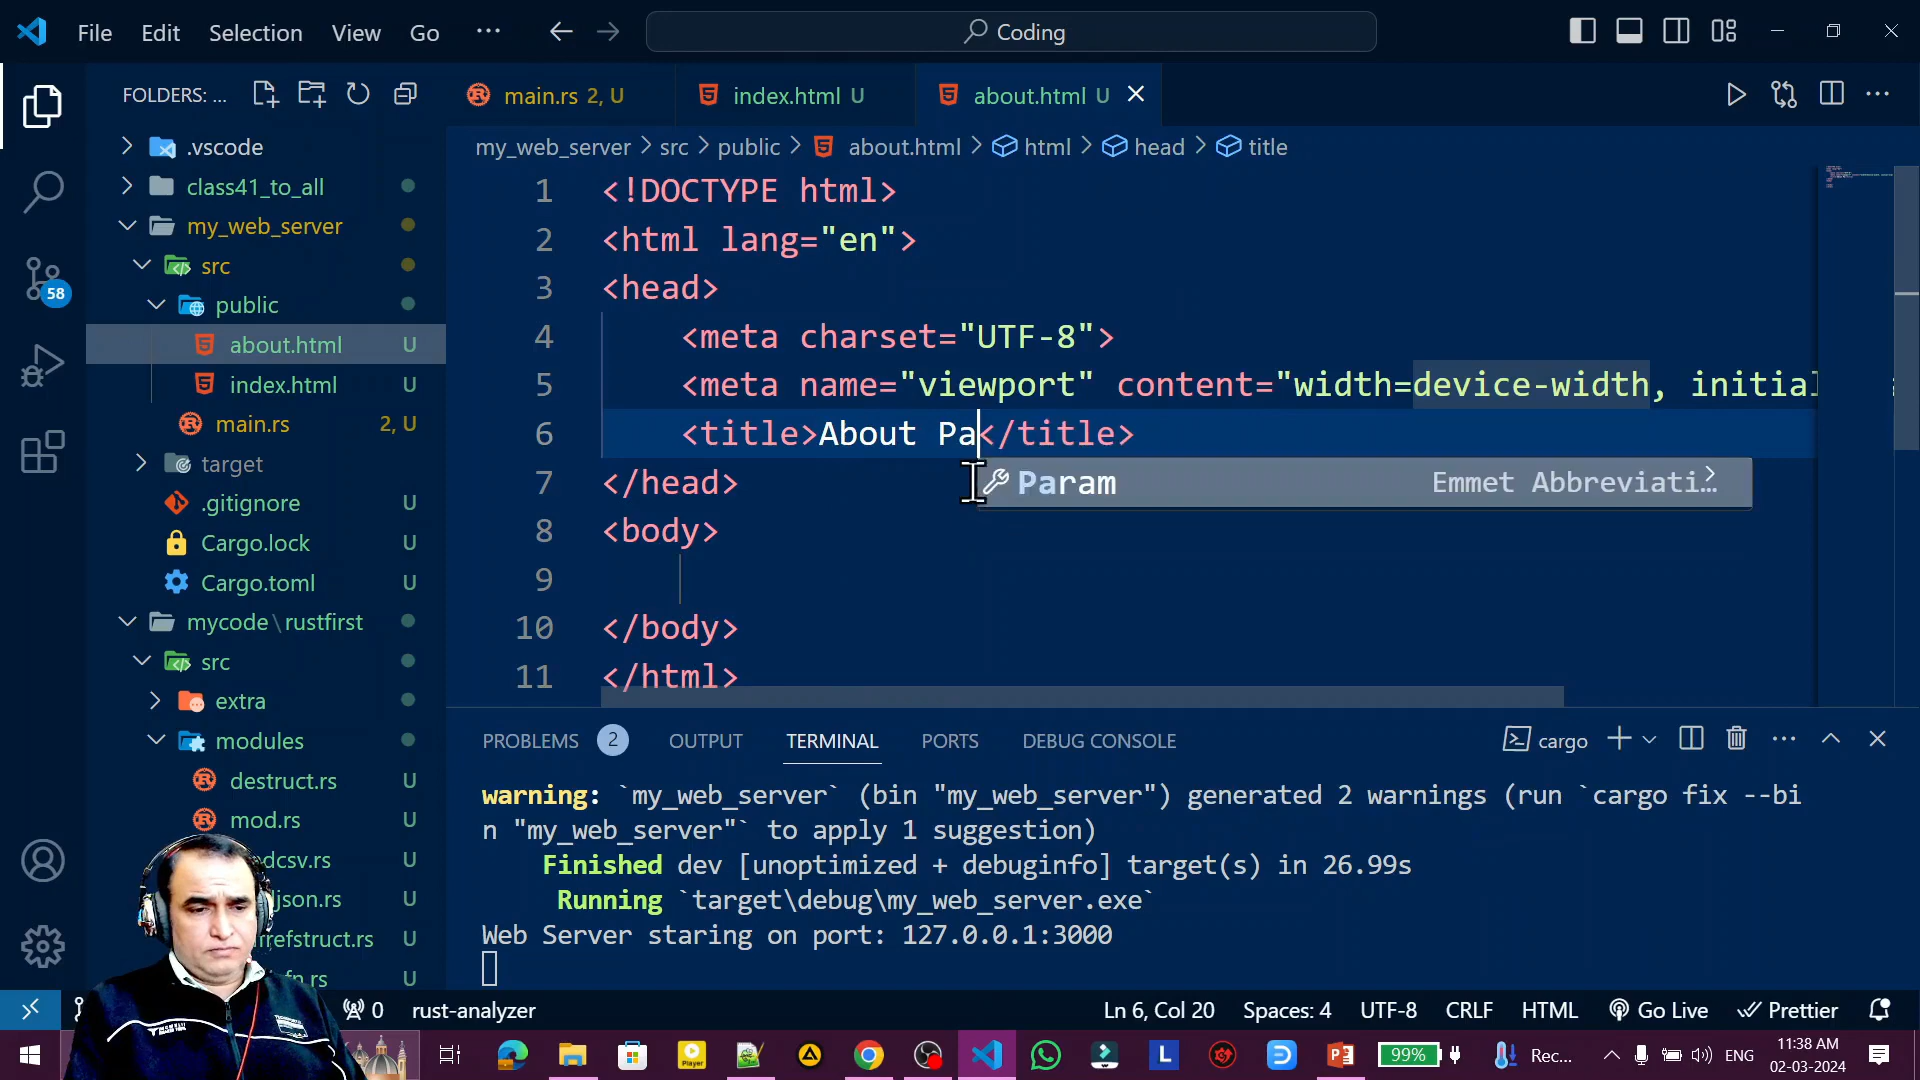 File Edit Selection View Go ··· Coding
FOLDERS: ...
main.rs 2, U index.html U about.html U
my_web_server > src > public > about.html > html > head > title
.vscode
class41_to_all
my_web_server
src
public
about.html U
index.html U
main.rs 2, U
target
.gitignore U
Cargo.lock U
Cargo.toml U
mycode\rustfirst
src
extra
modules
destruct.rs U
mod.rs U
dcsv.rs U
json.rs U
rrefstruct.rs U
fn.rs U
58
1 <!DOCTYPE html>
2 <html lang="en">
3 <head>
4 <meta charset="UTF-8">
5 <meta name="viewport" content="width=device-width, initial
6 <title>About Pa</title>
Param Emmet Abbreviati...
7 </head>
8 <body>
9
10 </body>
11 </html>
PROBLEMS 2 OUTPUT TERMINAL PORTS DEBUG CONSOLE cargo
warning: `my_web_server` (bin "my_web_server") generated 2 warnings (run `cargo fix --bi
n "my_web_server"` to apply 1 suggestion)
Finished dev [unoptimized + debuginfo] target(s) in 26.99s
Running `target\debug\my_web_server.exe`
Web Server staring on port: 127.0.0.1:3000
0 rust-analyzer Ln 6, Col 20 Spaces: 4 UTF-8 CRLF HTML Go Live Prettier
Player L 99% Rec... ENG 11:38 AM
02-03-2024